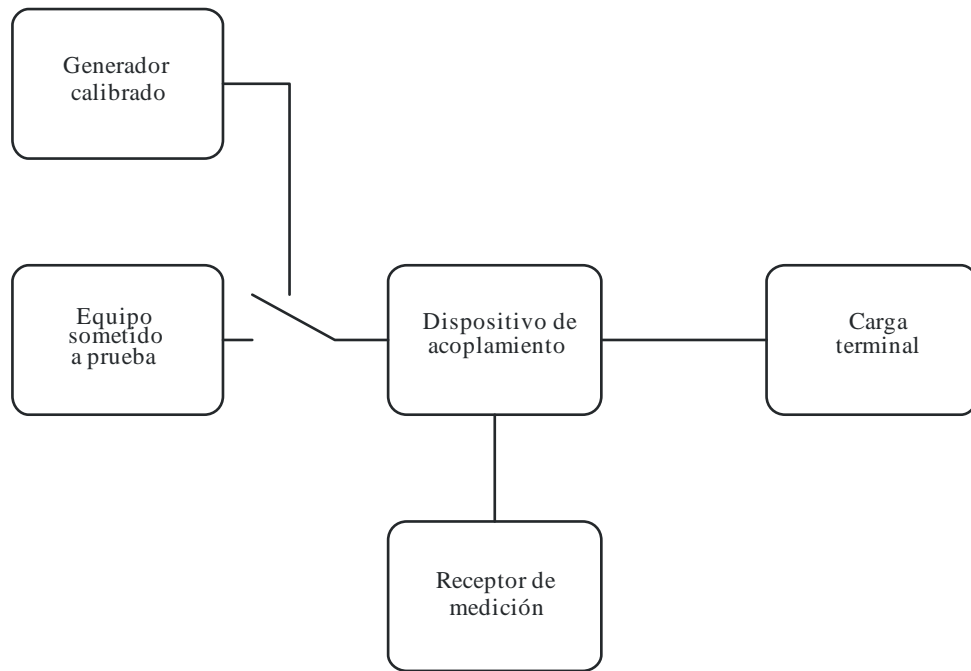 Generador
calibrado
Equipo
sometido
a prueba
Dispositivo de
acoplamiento
Carga
terminal
Receptor de
medición